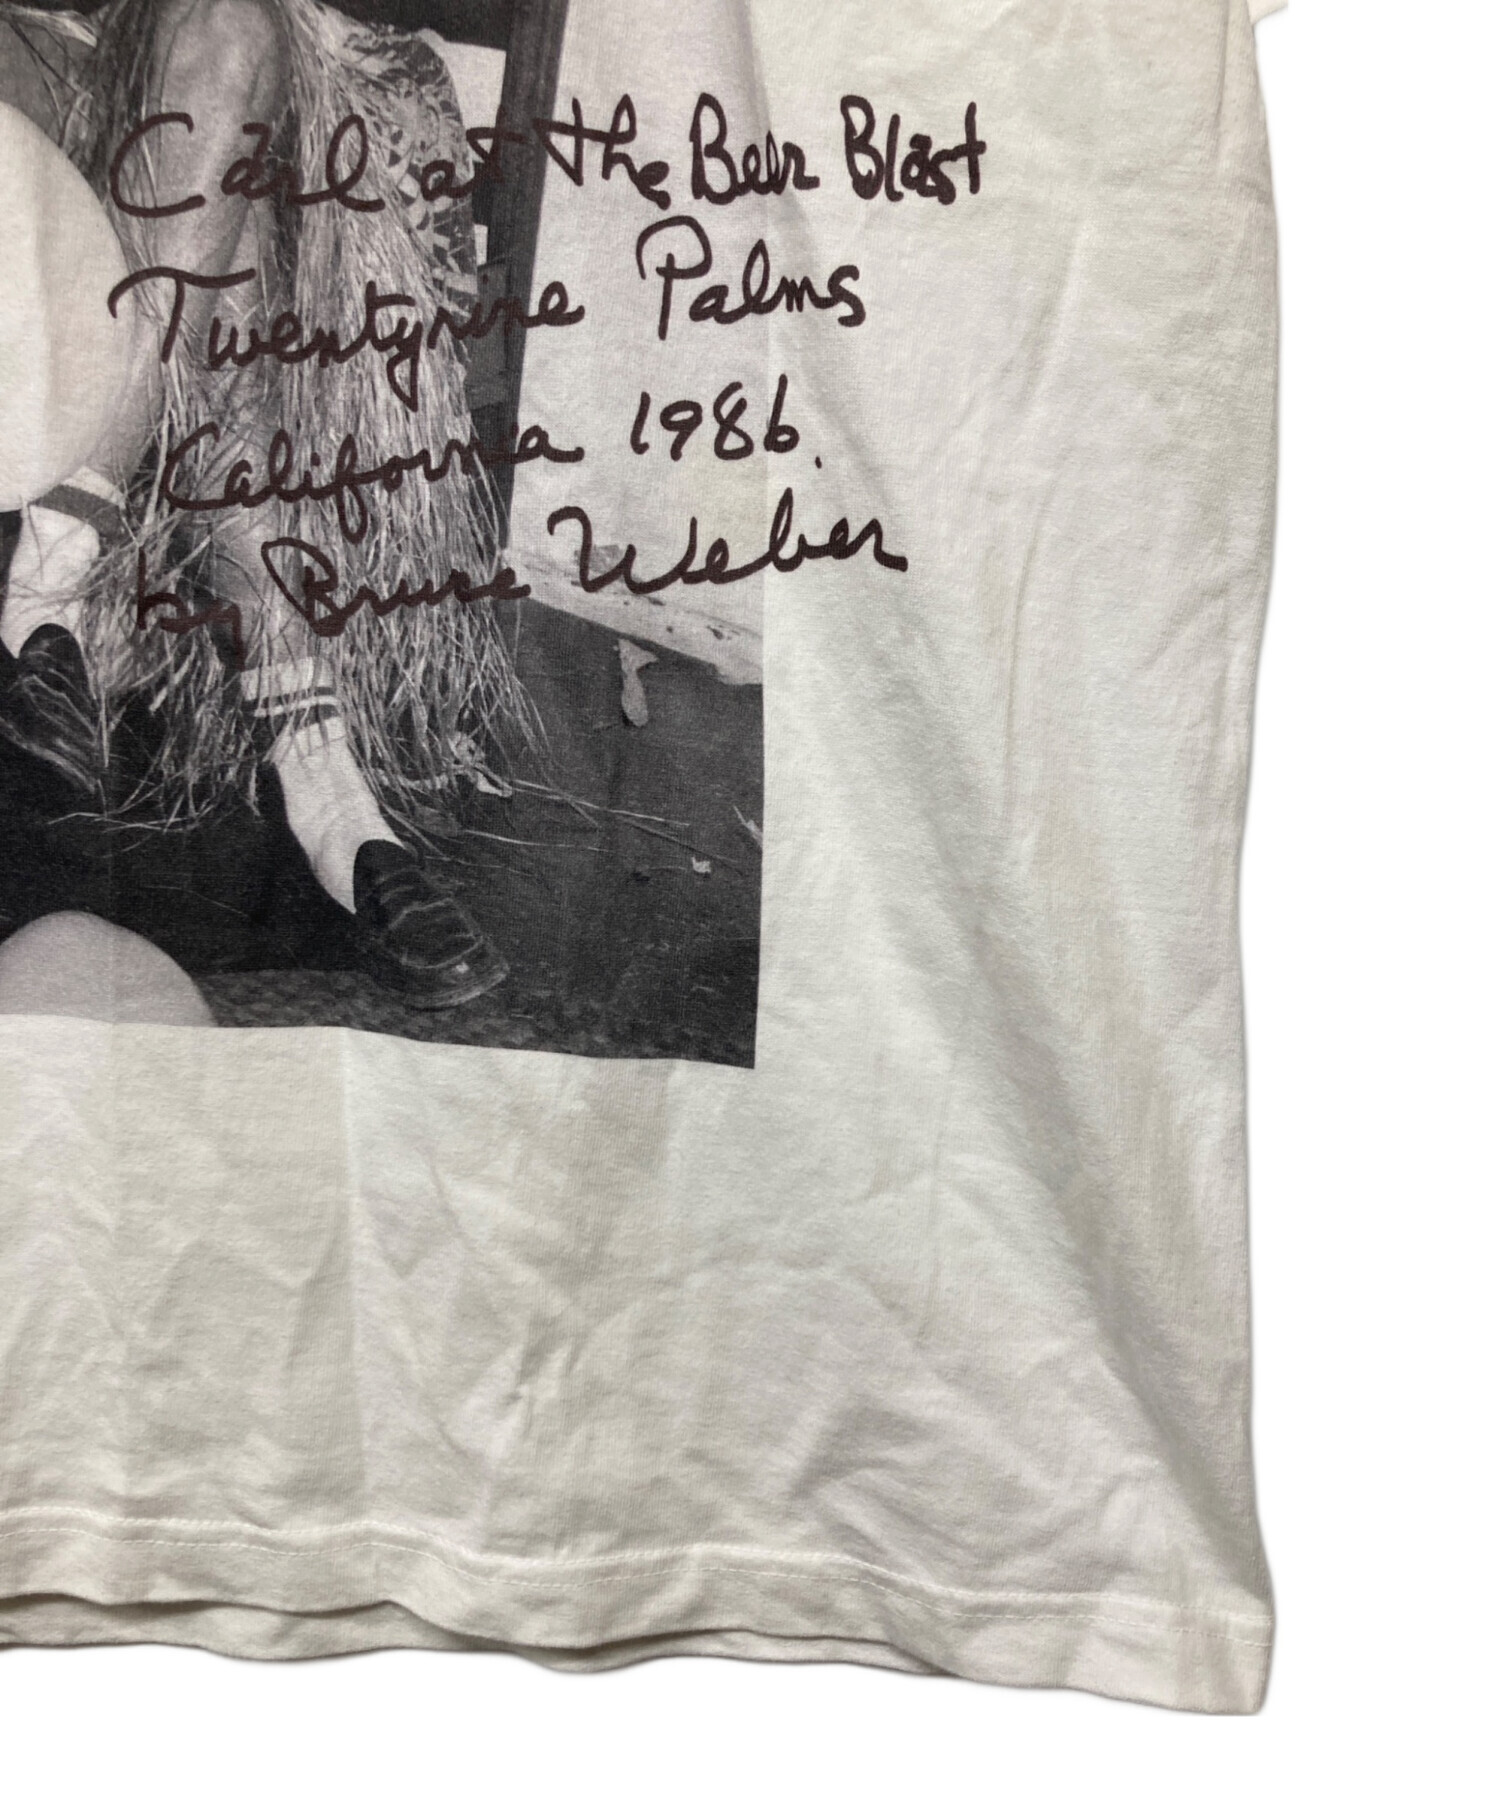 Carl at the Beer Blast
Twentynine Palms
California 1986.
by Bruce Weber